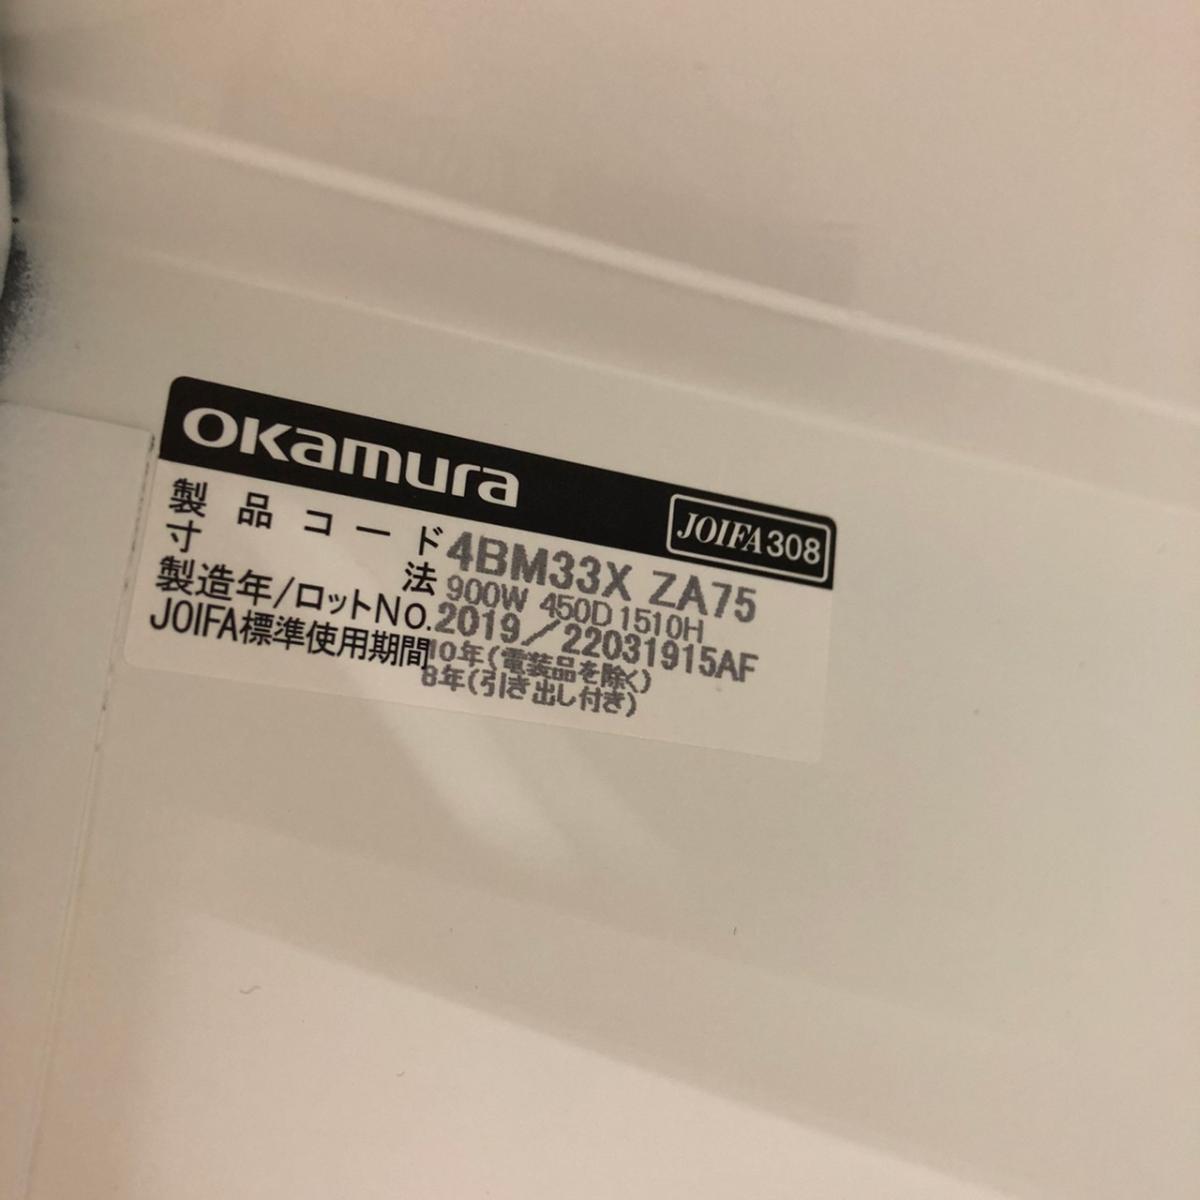 OKamura
JOIFA308
製品コード 4BM33X ZA75
寸法 900W 450D 1510H
製造年/ロットNo. 2019/22031915AF
JOIFA標準使用期間 10年(電装品を除く)
8年(引き出し付き)